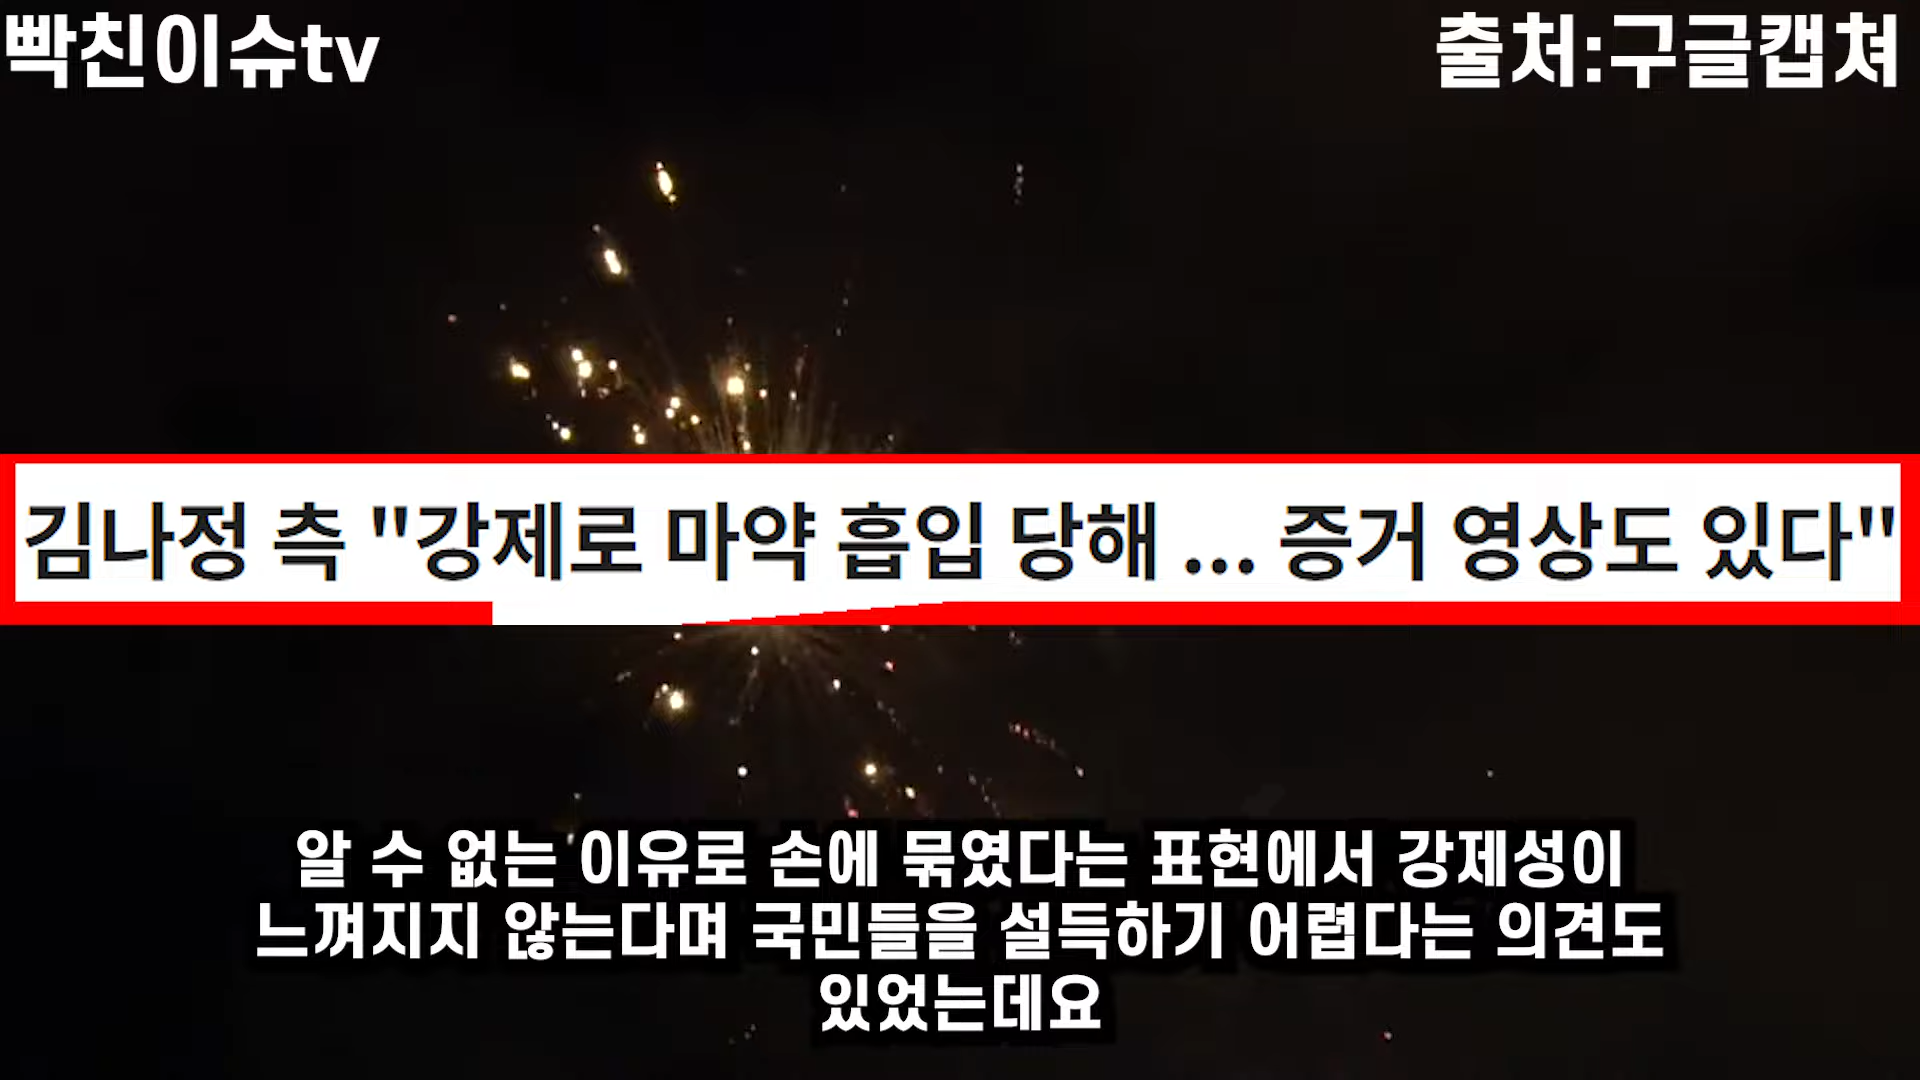 빡친이슈tv
출처:구글캡쳐
김나정 측 "강제로 마약 흡입 당해 ... 증거 영상도 있다"
알 수 없는 이유로 손에 묶였다는 표현에서 강제성이
느껴지지 않는다며 국민들을 설득하기 어렵다는 의견도
있었는데요